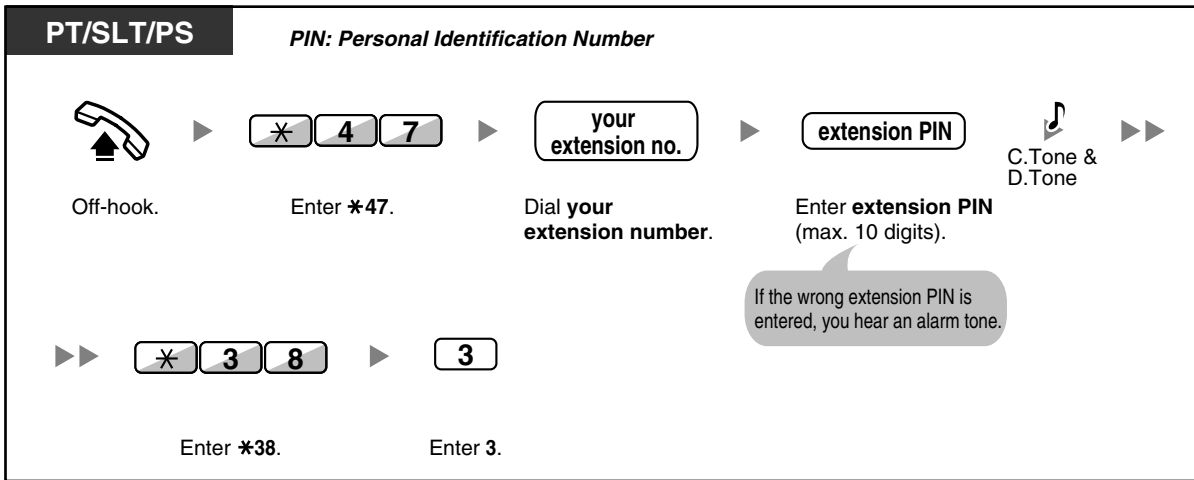 PT/SLT/PS
PIN: Personal Identification Number
* 4 7
your
extension no.
extension PIN
C.Tone &
D.Tone
Off-hook.
Enter *47.
Dial your
extension number.
Enter extension PIN
(max. 10 digits).
If the wrong extension PIN is
entered, you hear an alarm tone.
* 3 8
3
Enter *38.
Enter 3.